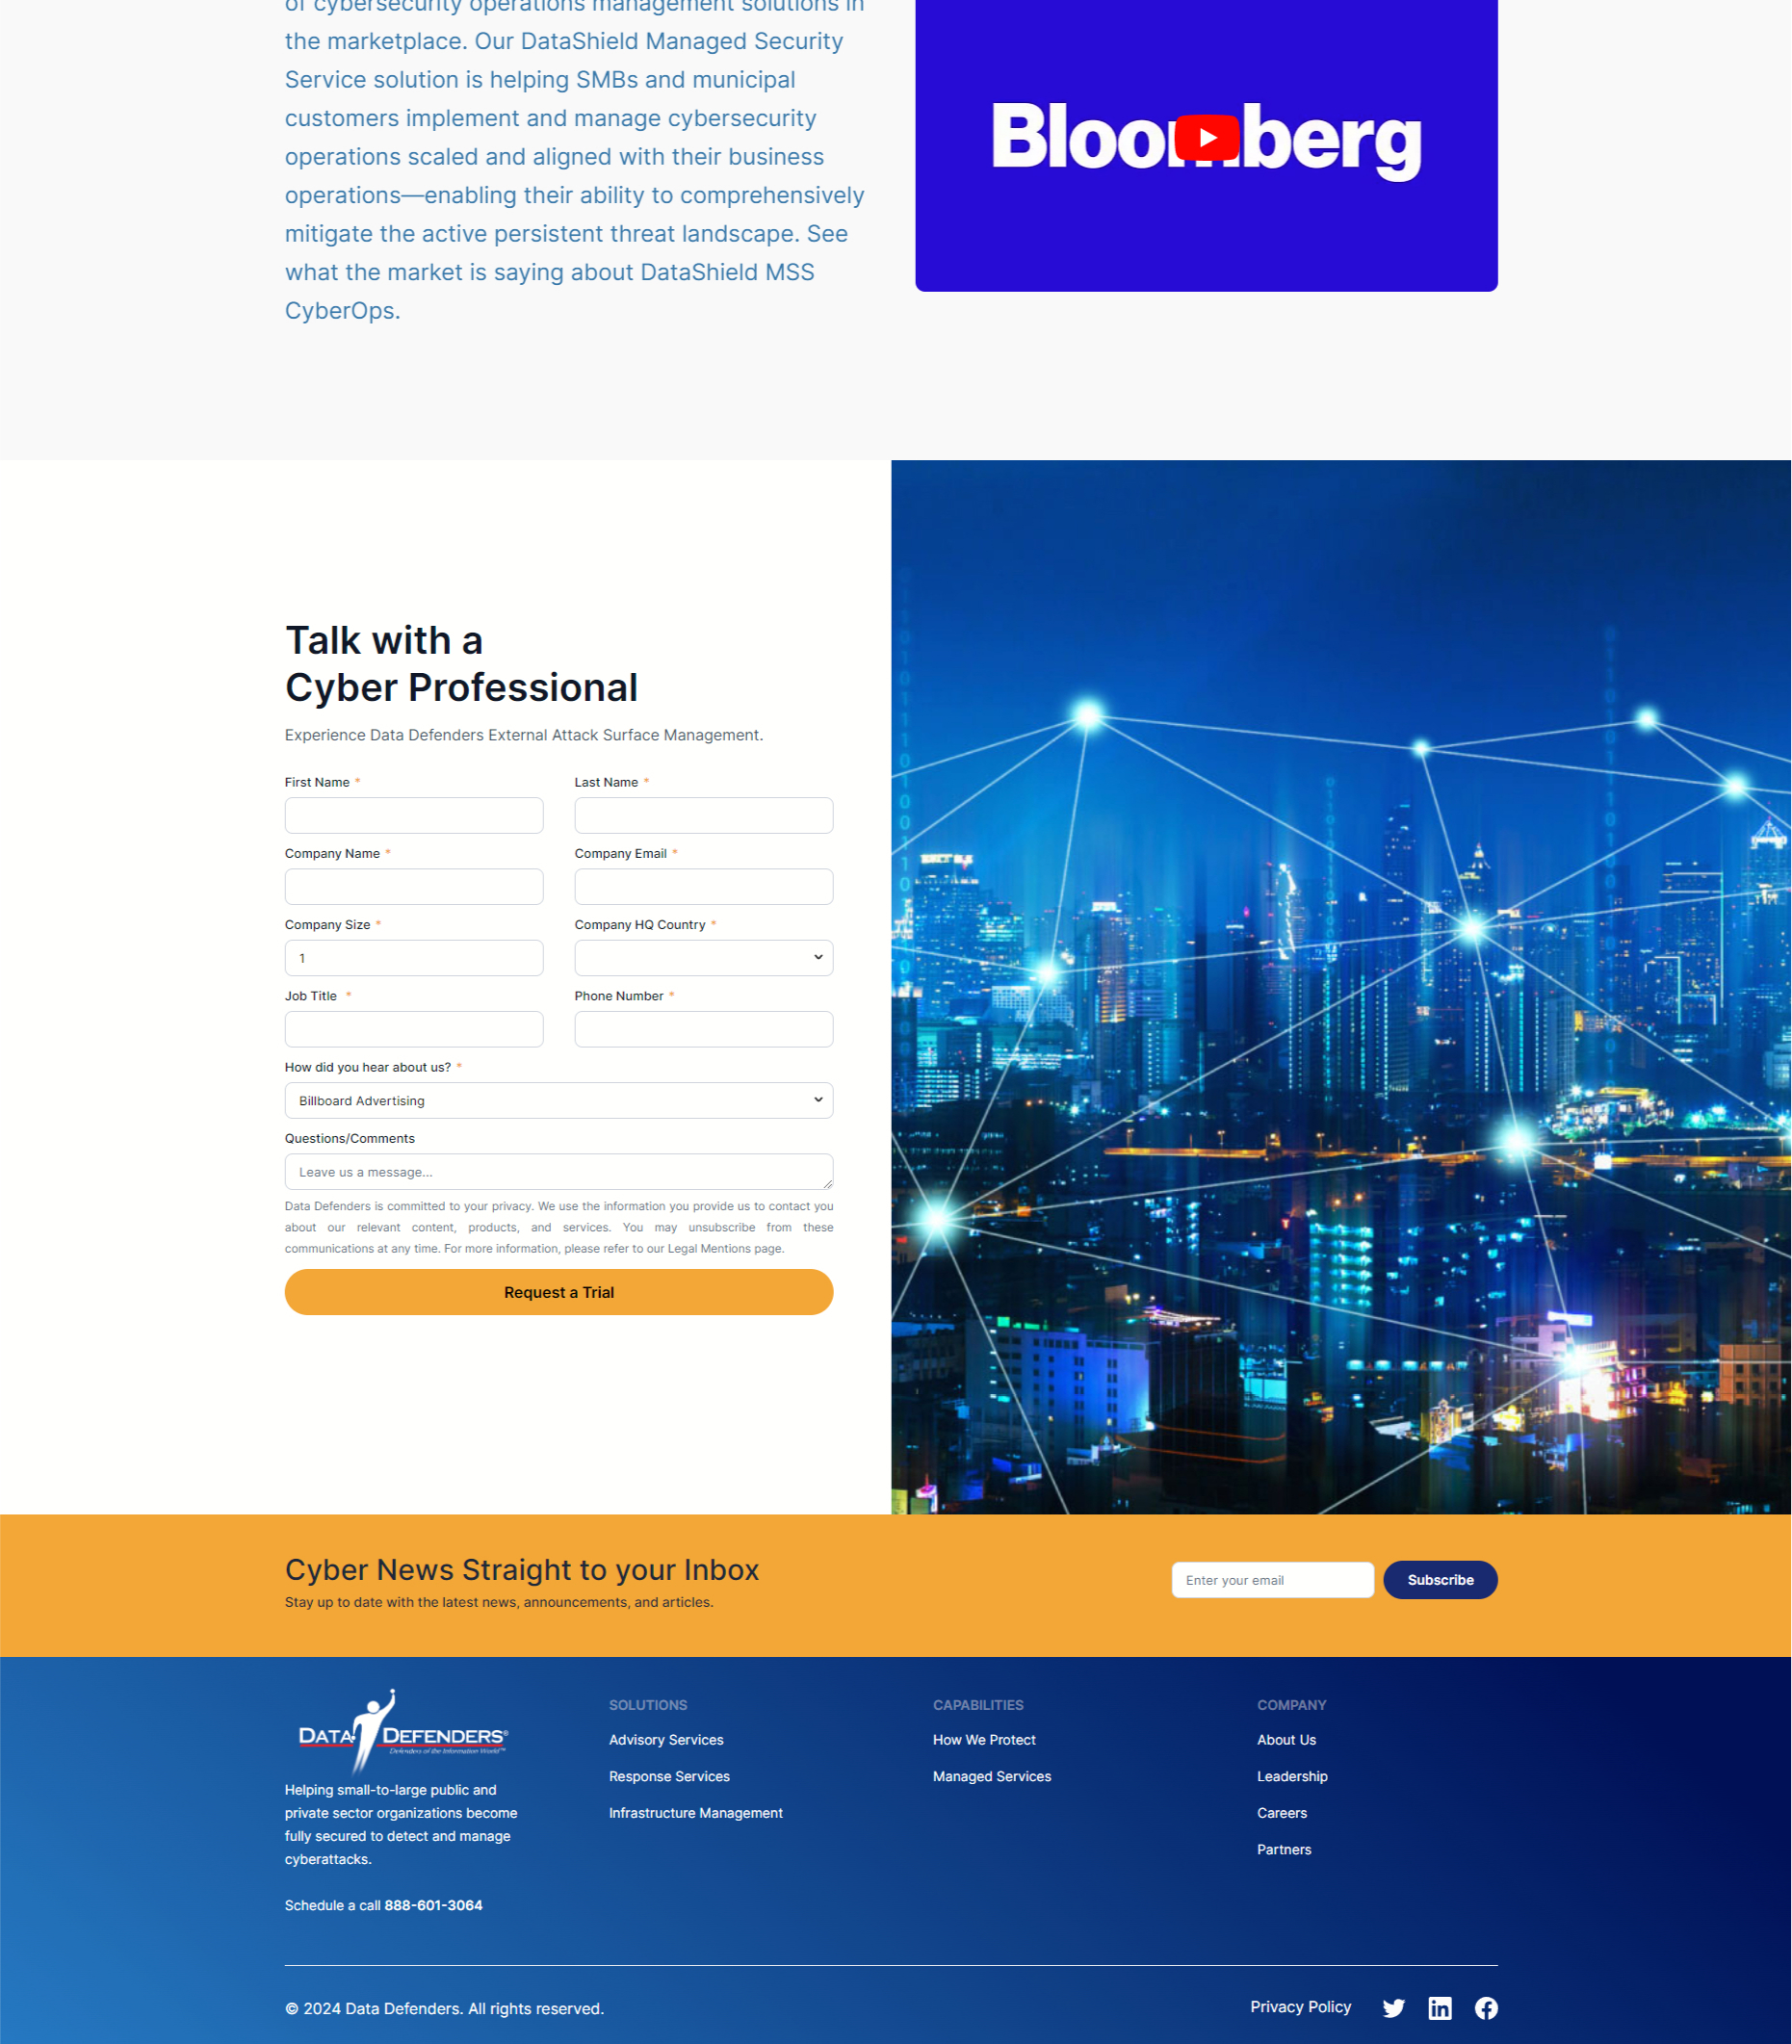 of cybersecurity operations management solutions in
the marketplace. Our DataShield Managed Security
Service solution is helping SMBs and municipal
customers implement and manage cybersecurity
operations scaled and aligned with their business
operations—enabling their ability to comprehensively
mitigate the active persistent threat landscape. See
what the market is saying about DataShield MSS
CyberOps.
Bloomberg
Talk with a
Cyber Professional
Experience Data Defenders External Attack Surface Management.
First Name *
Last Name *
Company Name *
Company Email *
Company Size *
Company HQ Country *
1
Job Title *
Phone Number *
How did you hear about us? *
Billboard Advertising
Questions/Comments
Leave us a message...
Data Defenders is committed to your privacy. We use the information you provide us to contact you
about our relevant content, products, and services. You may unsubscribe from these
communications at any time. For more information, please refer to our Legal Mentions page.
Request a Trial
Cyber News Straight to your Inbox
Stay up to date with the latest news, announcements, and articles.
Enter your email
Subscribe
DATA DEFENDERS®
Defenders of the Information World™
Helping small-to-large public and
private sector organizations become
fully secured to detect and manage
cyberattacks.
Schedule a call 888-601-3064
SOLUTIONS
Advisory Services
Response Services
Infrastructure Management
CAPABILITIES
How We Protect
Managed Services
COMPANY
About Us
Leadership
Careers
Partners
© 2024 Data Defenders. All rights reserved.
Privacy Policy